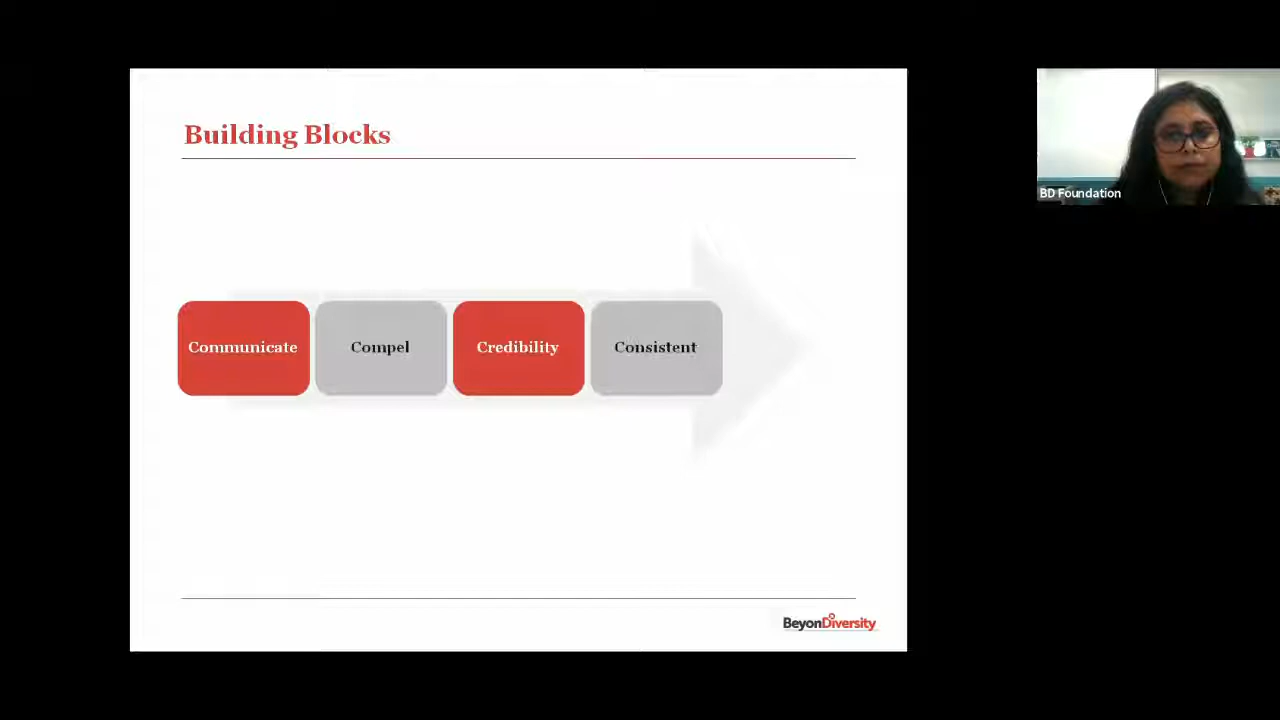 Building Blocks
Communicate
Compel
Credibility
Consistent
BeyonDiversity
BD Foundation